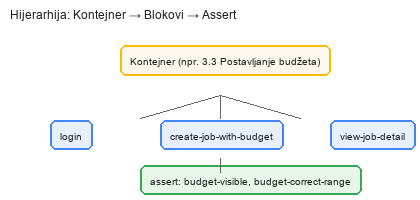 Hijerarhija: Kontejner → Blokovi → Assert
Kontejner (npr. 3.3 Postavljanje budžeta)
login
create-job-with-budget
view-job-detail
assert: budget-visible, budget-correct-range